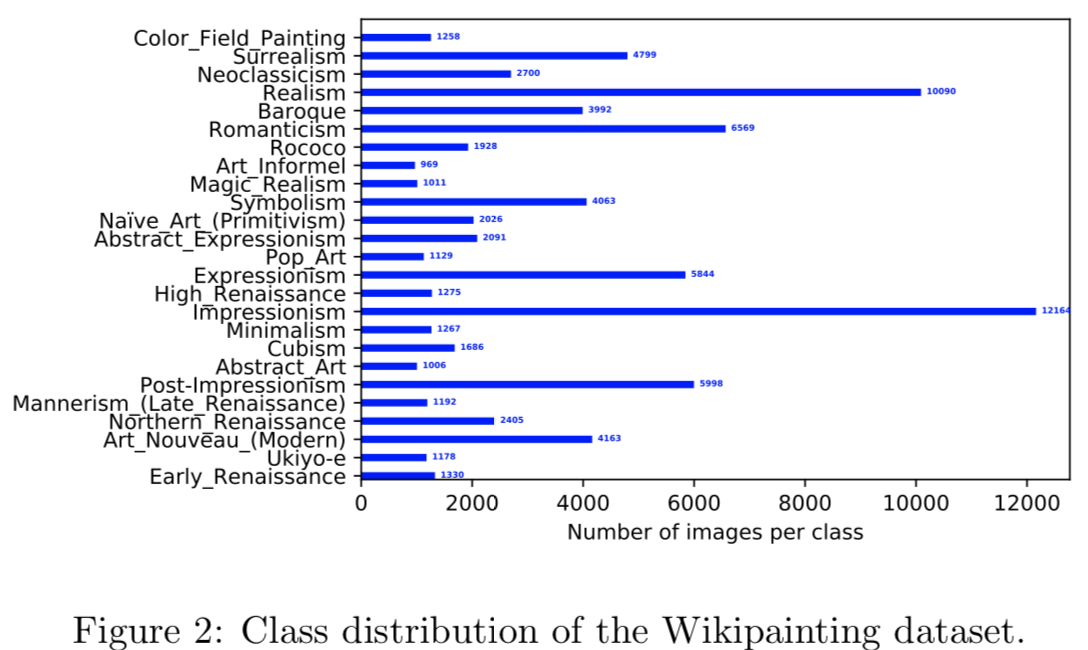 Color_Field_Painting 1258
Surrealism 4799
Neoclassicism 2700
Realism 10090
Baroque 3992
Romanticism 6569
Rococo 1928
Art_Informel 969
Magic_Realism 1011
Symbolism 4063
Naïve_Art_(Primitivism) 2026
Abstract_Expressionism 2091
Pop_Art 1129
Expressionism 5844
High_Renaissance 1275
Impressionism 12164
Minimalism 1267
Cubism 1686
Abstract_Art 1006
Post-Impressionism 5998
Mannerism_(Late_Renaissance) 1192
Northern_Renaissance 2405
Art_Nouveau_(Modern) 4163
Ukiyo-e 1178
Early_Renaissance 1330
0 2000 4000 6000 8000 10000 12000
Number of images per class
Figure 2: Class distribution of the Wikipainting dataset.